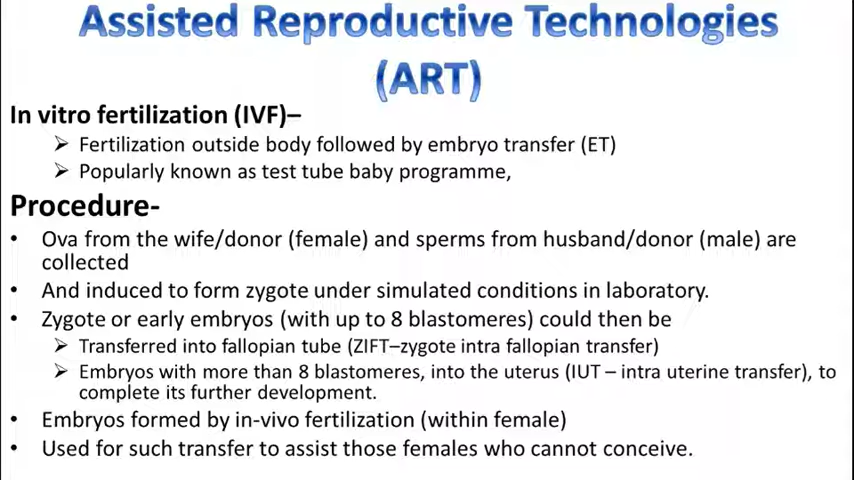 Assisted Reproductive Technologies
(ART)
In vitro fertilization (IVF)–
➢ Fertilization outside body followed by embryo transfer (ET)
➢ Popularly known as test tube baby programme,
Procedure-
• Ova from the wife/donor (female) and sperms from husband/donor (male) are
collected
• And induced to form zygote under simulated conditions in laboratory.
• Zygote or early embryos (with up to 8 blastomeres) could then be
➢ Transferred into fallopian tube (ZIFT–zygote intra fallopian transfer)
➢ Embryos with more than 8 blastomeres, into the uterus (IUT – intra uterine transfer), to
complete its further development.
• Embryos formed by in-vivo fertilization (within female)
• Used for such transfer to assist those females who cannot conceive.